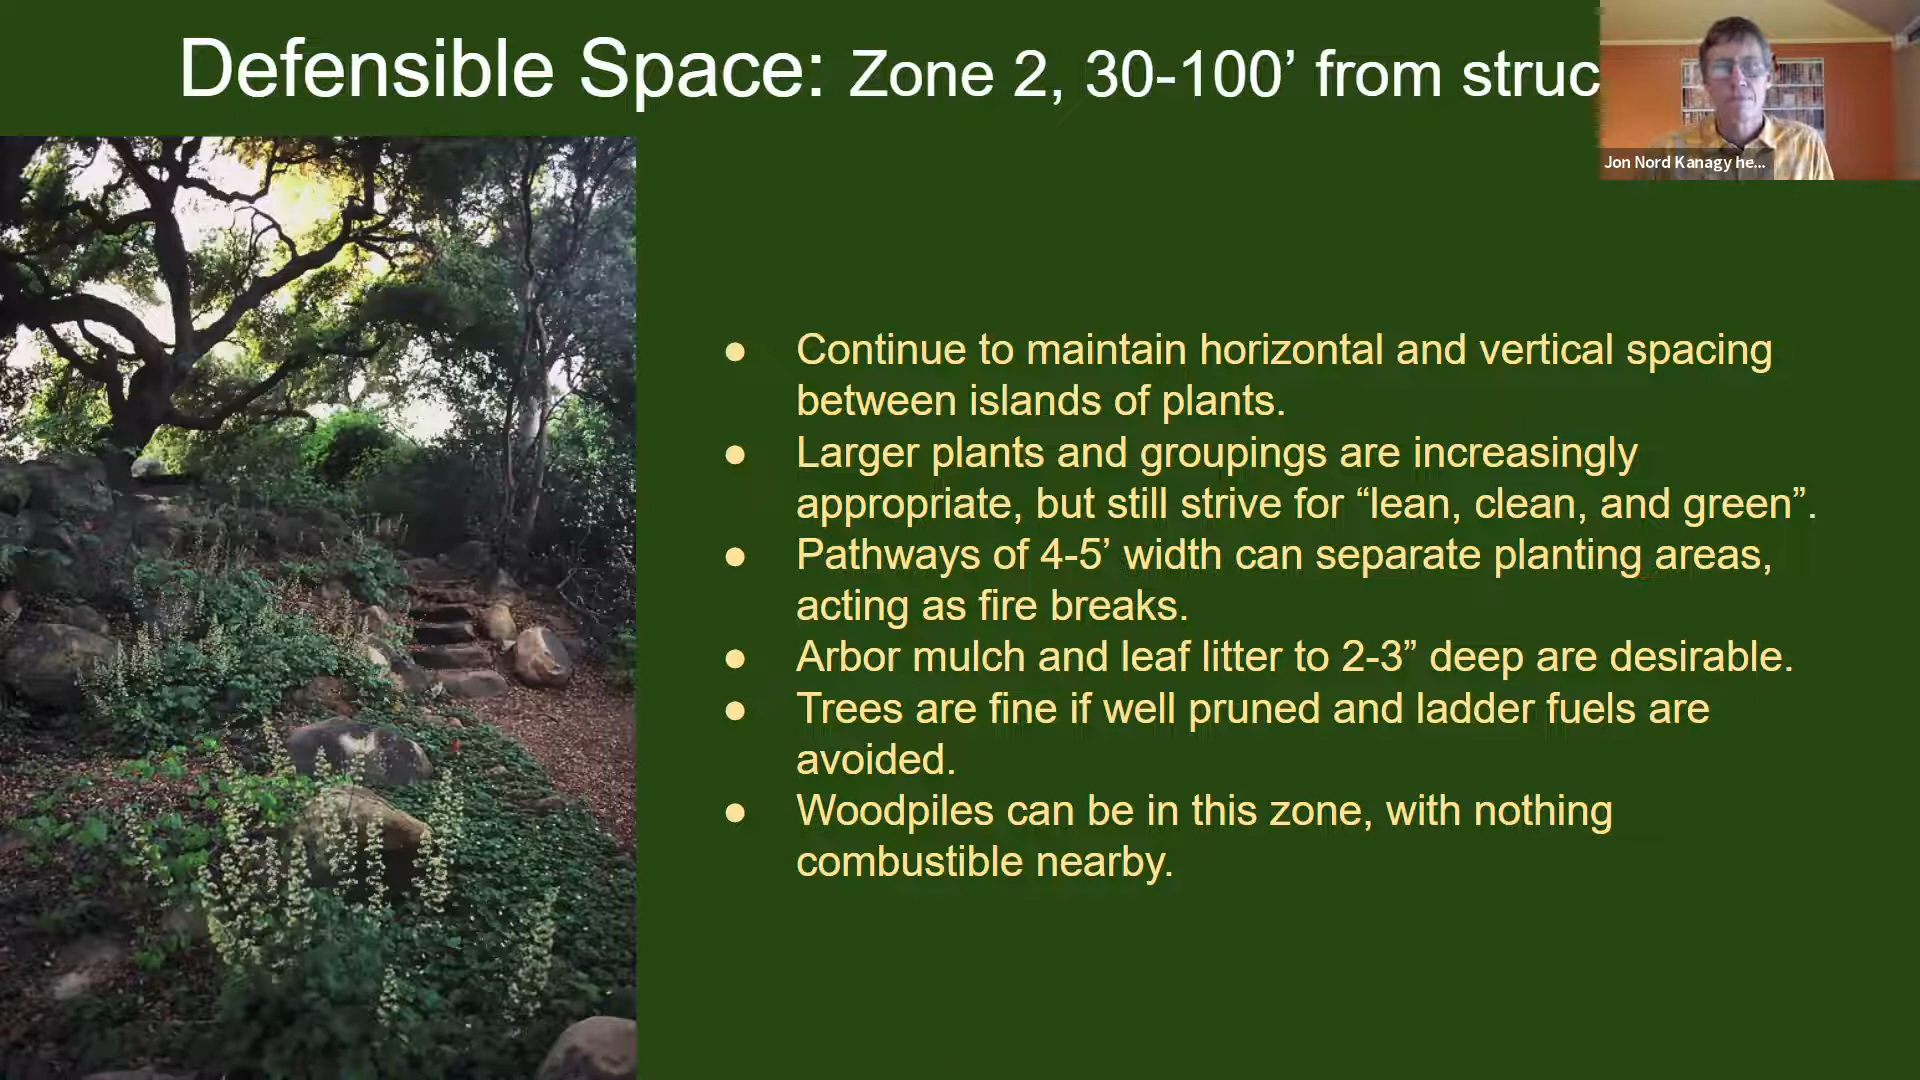 Defensible Space: Zone 2, 30-100’ from struc
Jon Nord Kanagy he...
● Continue to maintain horizontal and vertical spacing
between islands of plants.
● Larger plants and groupings are increasingly
appropriate, but still strive for “lean, clean, and green”.
● Pathways of 4-5’ width can separate planting areas,
acting as fire breaks.
● Arbor mulch and leaf litter to 2-3” deep are desirable.
● Trees are fine if well pruned and ladder fuels are
avoided.
● Woodpiles can be in this zone, with nothing
combustible nearby.